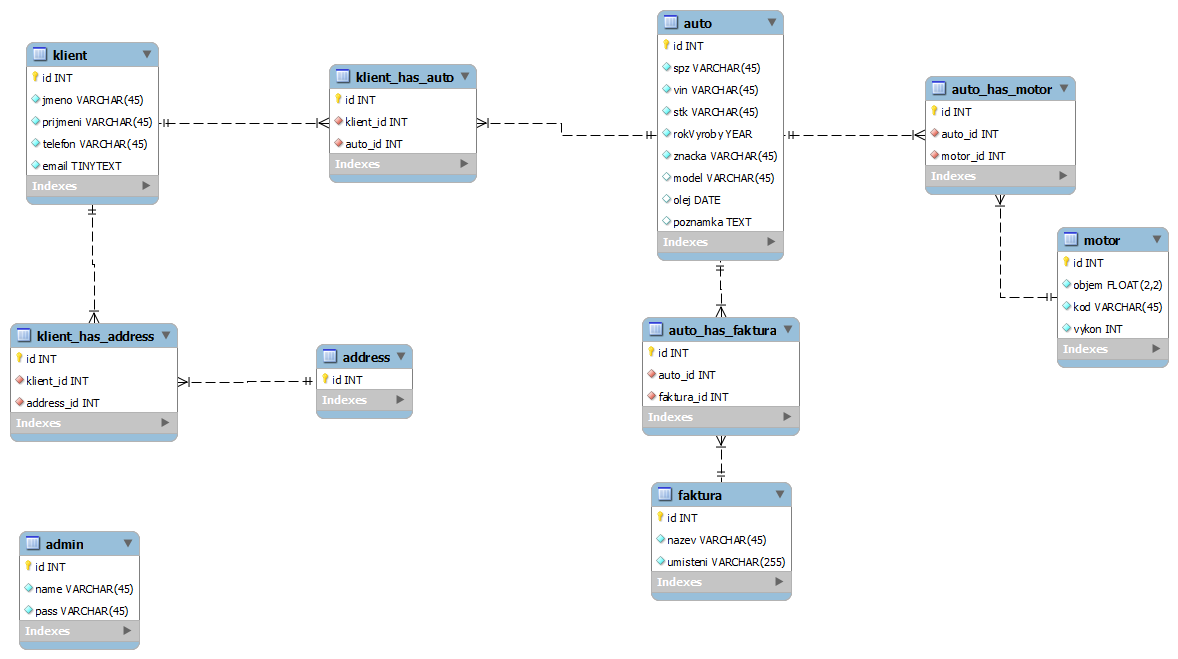 klient
id INT
jmeno VARCHAR(45)
prijmeni VARCHAR(45)
telefon VARCHAR(45)
email TINYTEXT
Indexes
klient_has_auto
id INT
klient_id INT
auto_id INT
Indexes
auto
id INT
spz VARCHAR(45)
vin VARCHAR(45)
stk VARCHAR(45)
rokVyroby YEAR
znacka VARCHAR(45)
model VARCHAR(45)
olej DATE
poznamka TEXT
Indexes
auto_has_motor
id INT
auto_id INT
motor_id INT
Indexes
motor
id INT
objem FLOAT(2,2)
kod VARCHAR(45)
vykon INT
Indexes
klient_has_address
id INT
klient_id INT
address_id INT
Indexes
address
id INT
Indexes
auto_has_faktura
id INT
auto_id INT
faktura_id INT
Indexes
faktura
id INT
nazev VARCHAR(45)
umisteni VARCHAR(255)
Indexes
admin
id INT
name VARCHAR(45)
pass VARCHAR(45)
Indexes